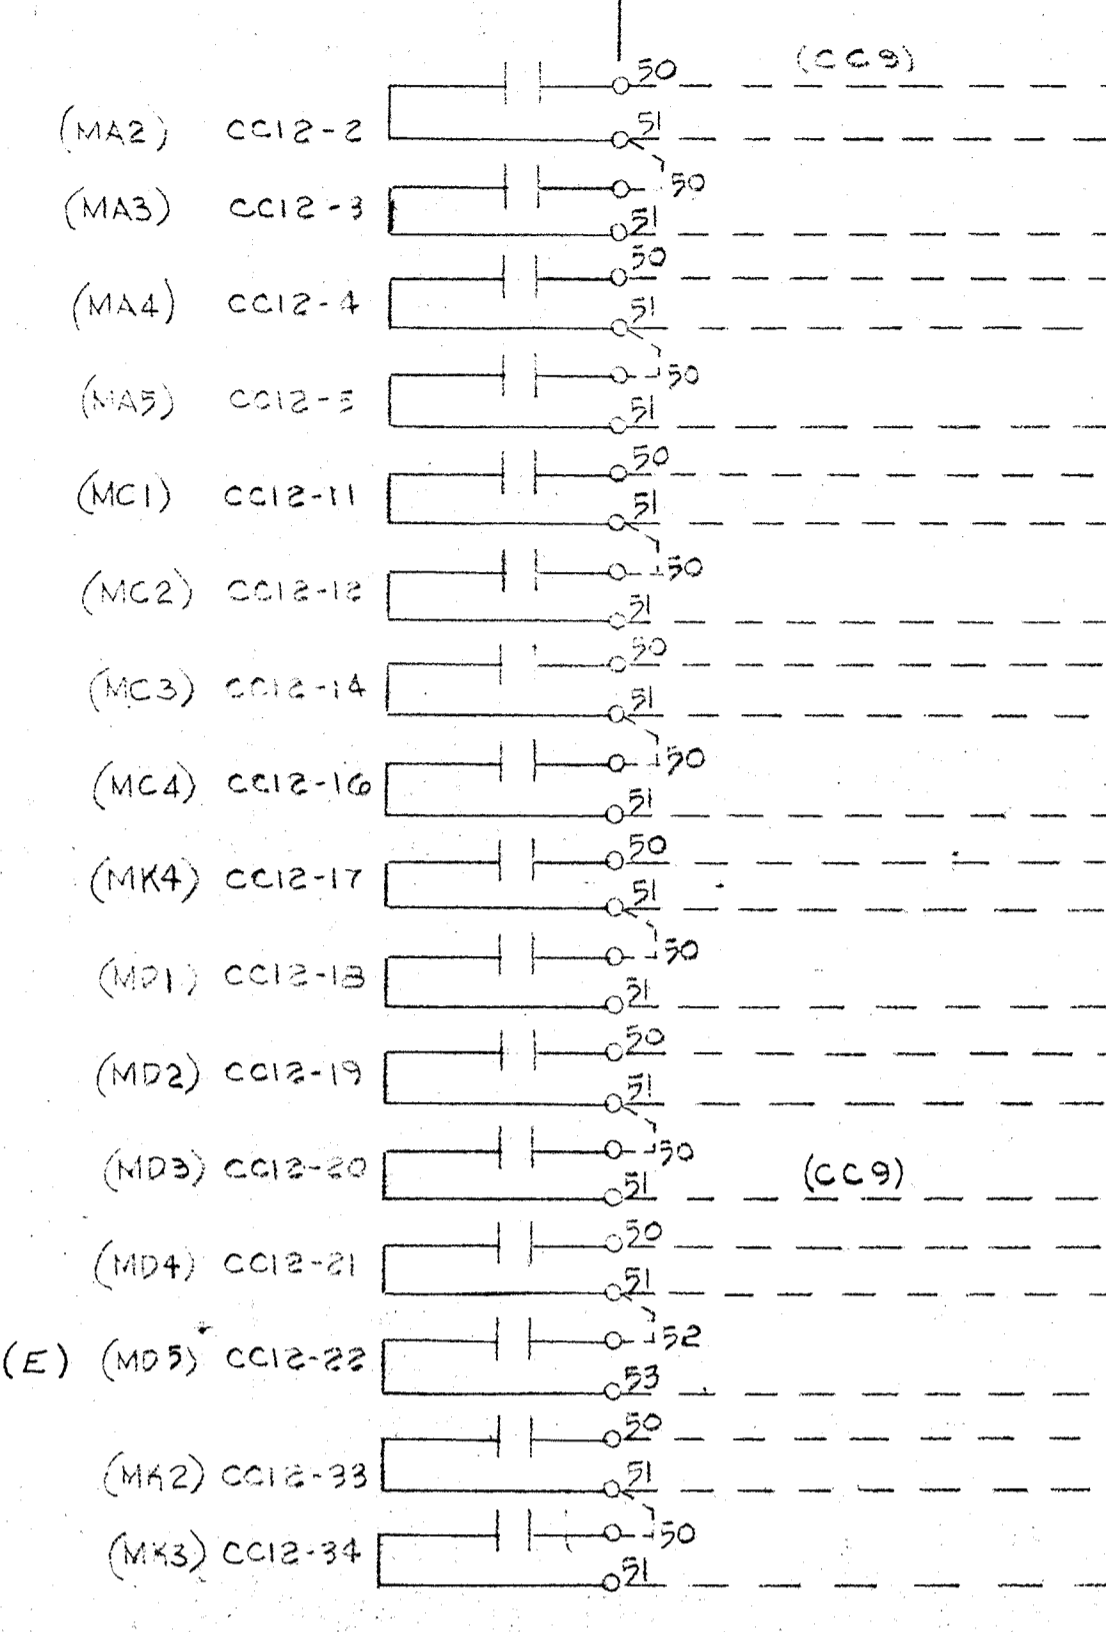 (CC9)
50
(MA2) CC12-2 51
50
(MA3) CC12-3 51
50
(MA4) CC12-4 51
50
(MA5) CC12-5 51
50
(MC1) CC12-11 51
50
(MC2) CC12-12 51
50
(MC3) CC12-14 51
50
(MC4) CC12-16 51
50
(MK4) CC12-17 51
50
(MD1) CC12-18 51
50
(MD2) CC12-19 51
50
(MD3) CC12-20 51 (CC9)
50
(MD4) CC12-21 51
52
(E) (MD5) CC12-22 53
50
(MK2) CC12-33 51
50
(MK3) CC12-34 51